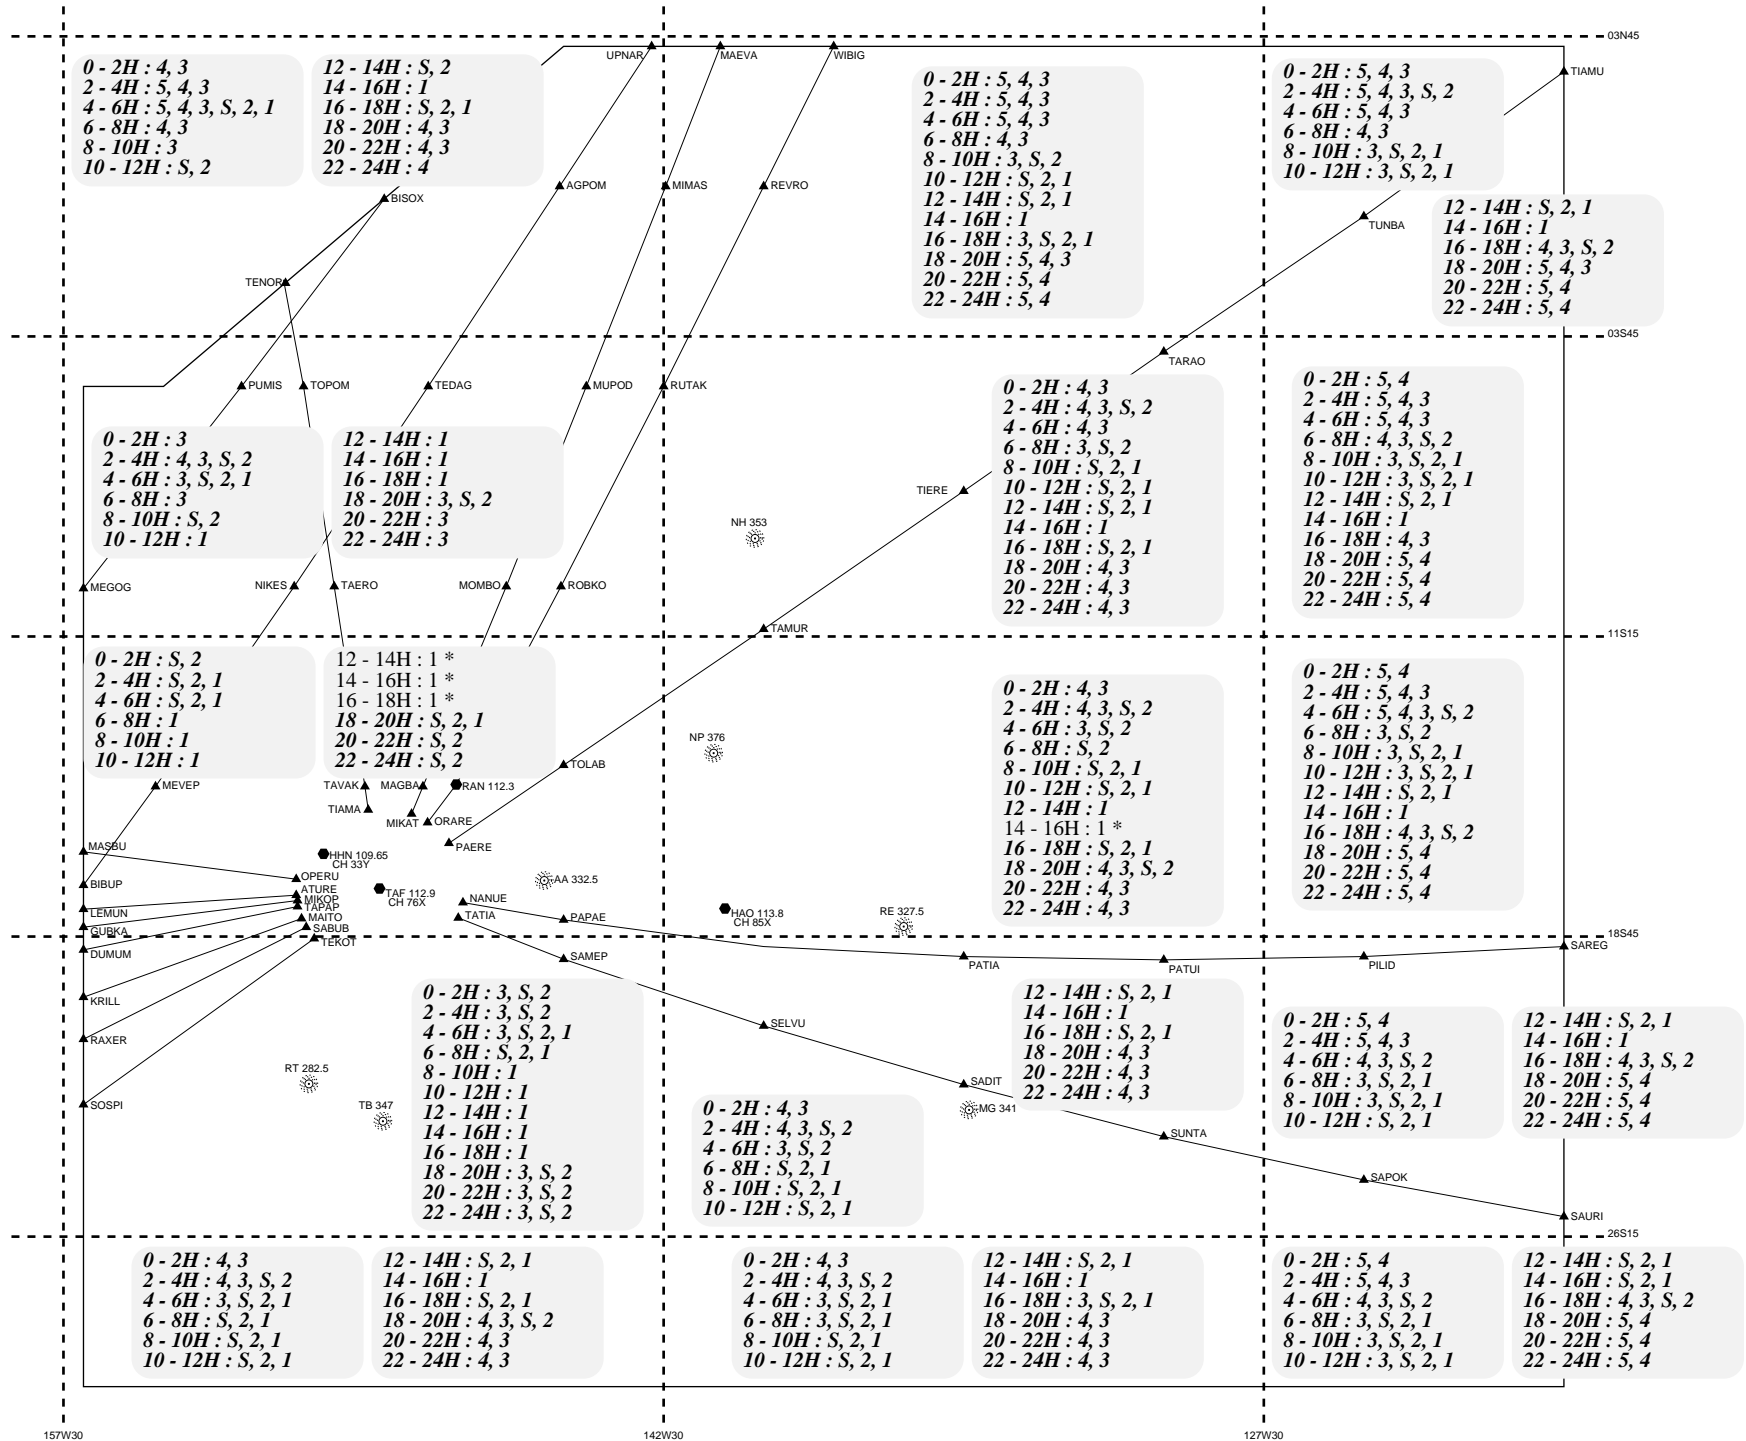 03N45
UPNAR
MAEVA
WIBIG
TIAMU
0 - 2H : 4, 3
2 - 4H : 5, 4, 3
4 - 6H : 5, 4, 3, S, 2, 1
6 - 8H : 4, 3
8 - 10H : 3
10 - 12H : S, 2
12 - 14H : S, 2
14 - 16H : 1
16 - 18H : S, 2, 1
18 - 20H : 4, 3
20 - 22H : 4, 3
22 - 24H : 4
0 - 2H : 5, 4, 3
2 - 4H : 5, 4, 3
4 - 6H : 5, 4, 3
6 - 8H : 4, 3
8 - 10H : 3, S, 2
10 - 12H : S, 2, 1
12 - 14H : S, 2, 1
14 - 16H : 1
16 - 18H : 3, S, 2, 1
18 - 20H : 5, 4, 3
20 - 22H : 5, 4
22 - 24H : 5, 4
0 - 2H : 5, 4, 3
2 - 4H : 5, 4, 3, S, 2
4 - 6H : 5, 4, 3
6 - 8H : 4, 3
8 - 10H : 3, S, 2, 1
10 - 12H : 3, S, 2, 1
12 - 14H : S, 2, 1
14 - 16H : 1
16 - 18H : 4, 3, S, 2
18 - 20H : 5, 4, 3
20 - 22H : 5, 4
22 - 24H : 5, 4
BISOX
AGPOM
MIMAS
REVRO
TUNBA
TENOR
03S45
TARAO
PUMIS
TOPOM
TEDAG
MUPOD
RUTAK
0 - 2H : 3
2 - 4H : 4, 3, S, 2
4 - 6H : 3, S, 2, 1
6 - 8H : 3
8 - 10H : S, 2
10 - 12H : 1
12 - 14H : 1
14 - 16H : 1
16 - 18H : 1
18 - 20H : 3, S, 2
20 - 22H : 3
22 - 24H : 3
0 - 2H : 4, 3
2 - 4H : 4, 3, S, 2
4 - 6H : 4, 3
6 - 8H : 3, S, 2
8 - 10H : S, 2, 1
10 - 12H : S, 2, 1
12 - 14H : S, 2, 1
14 - 16H : 1
16 - 18H : S, 2, 1
18 - 20H : 4, 3
20 - 22H : 4, 3
22 - 24H : 4, 3
0 - 2H : 5, 4
2 - 4H : 5, 4, 3
4 - 6H : 5, 4, 3
6 - 8H : 4, 3, S, 2
8 - 10H : 3, S, 2, 1
10 - 12H : 3, S, 2, 1
12 - 14H : S, 2, 1
14 - 16H : 1
16 - 18H : 4, 3
18 - 20H : 5, 4
20 - 22H : 5, 4
22 - 24H : 5, 4
TIERE
NH 353
MEGOG
NIKES
TAERO
MOMBO
ROBKO
TAMUR
11S15
0 - 2H : S, 2
2 - 4H : S, 2, 1
4 - 6H : S, 2, 1
6 - 8H : 1
8 - 10H : 1
10 - 12H : 1
12 - 14H : 1 *
14 - 16H : 1 *
16 - 18H : 1 *
18 - 20H : S, 2, 1
20 - 22H : S, 2
22 - 24H : S, 2
0 - 2H : 4, 3
2 - 4H : 4, 3, S, 2
4 - 6H : 3, S, 2
6 - 8H : S, 2
8 - 10H : S, 2, 1
10 - 12H : S, 2, 1
12 - 14H : 1
14 - 16H : 1 *
16 - 18H : S, 2, 1
18 - 20H : 4, 3, S, 2
20 - 22H : 4, 3
22 - 24H : 4, 3
0 - 2H : 5, 4
2 - 4H : 5, 4, 3
4 - 6H : 5, 4, 3, S, 2
6 - 8H : 3, S, 2
8 - 10H : 3, S, 2, 1
10 - 12H : 3, S, 2, 1
12 - 14H : S, 2, 1
14 - 16H : 1
16 - 18H : 4, 3, S, 2
18 - 20H : 5, 4
20 - 22H : 5, 4
22 - 24H : 5, 4
NP 376
TOLAB
MEVEP
TAVAK
MAGBA
RAN 112.3
TIAMA
MIKAT
ORARE
PAERE
MASBU
HHN 109.65
CH 33Y
OPERU
BIBUP
ATURE
MIKOP
TAPAP
TAF 112.9
CH 76X
AA 332.5
NANUE
LEMUN
MAITO
TATIA
PAPAE
HAO 113.8
CH 85X
RE 327.5
GUBKA
SABUB
TEKOT
18S45
SAREG
DUMUM
SAMEP
PATIA
PATUI
PILID
KRILL
RAXER
SELVU
0 - 2H : 3, S, 2
2 - 4H : 3, S, 2
4 - 6H : 3, S, 2, 1
6 - 8H : S, 2, 1
8 - 10H : 1
10 - 12H : 1
12 - 14H : 1
14 - 16H : 1
16 - 18H : 1
18 - 20H : 3, S, 2
20 - 22H : 3, S, 2
22 - 24H : 3, S, 2
0 - 2H : 4, 3
2 - 4H : 4, 3, S, 2
4 - 6H : 3, S, 2
6 - 8H : S, 2, 1
8 - 10H : S, 2, 1
10 - 12H : S, 2, 1
12 - 14H : S, 2, 1
14 - 16H : 1
16 - 18H : S, 2, 1
18 - 20H : 4, 3
20 - 22H : 4, 3
22 - 24H : 4, 3
0 - 2H : 5, 4
2 - 4H : 5, 4, 3
4 - 6H : 4, 3, S, 2
6 - 8H : 3, S, 2, 1
8 - 10H : 3, S, 2, 1
10 - 12H : S, 2, 1
12 - 14H : S, 2, 1
14 - 16H : 1
16 - 18H : 4, 3, S, 2
18 - 20H : 5, 4
20 - 22H : 5, 4
22 - 24H : 5, 4
RT 282.5
SOSPI
TB 347
SADIT
MG 341
SUNTA
SAPOK
SAURI
26S15
0 - 2H : 4, 3
2 - 4H : 4, 3, S, 2
4 - 6H : 3, S, 2, 1
6 - 8H : S, 2, 1
8 - 10H : S, 2, 1
10 - 12H : S, 2, 1
12 - 14H : S, 2, 1
14 - 16H : 1
16 - 18H : S, 2, 1
18 - 20H : 4, 3, S, 2
20 - 22H : 4, 3
22 - 24H : 4, 3
0 - 2H : 4, 3
2 - 4H : 4, 3, S, 2
4 - 6H : 3, S, 2, 1
6 - 8H : 3, S, 2, 1
8 - 10H : S, 2, 1
10 - 12H : S, 2, 1
12 - 14H : S, 2, 1
14 - 16H : 1
16 - 18H : 3, S, 2, 1
18 - 20H : 4, 3
20 - 22H : 4, 3
22 - 24H : 4, 3
0 - 2H : 5, 4
2 - 4H : 5, 4, 3
4 - 6H : 4, 3, S, 2
6 - 8H : 3, S, 2, 1
8 - 10H : 3, S, 2, 1
10 - 12H : 3, S, 2, 1
12 - 14H : S, 2, 1
14 - 16H : S, 2, 1
16 - 18H : 4, 3, S, 2
18 - 20H : 5, 4
20 - 22H : 5, 4
22 - 24H : 5, 4
157W30
142W30
127W30